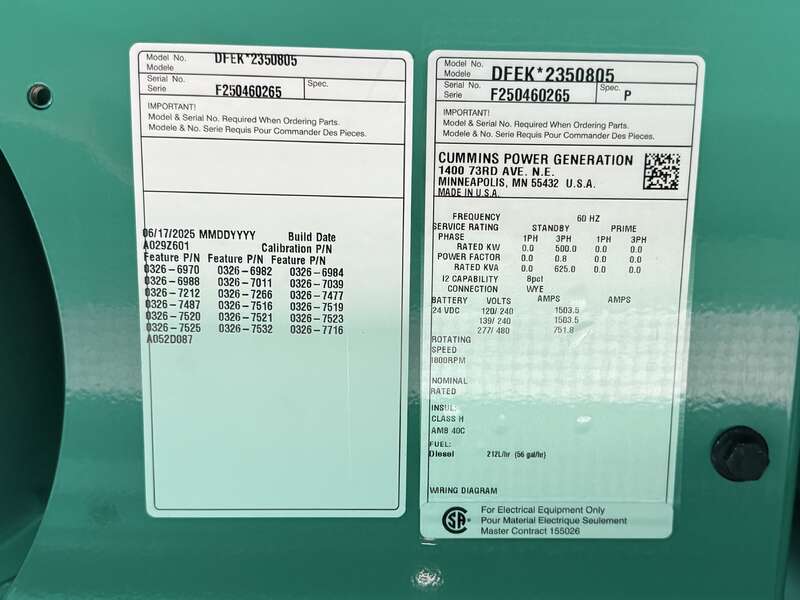 Model No. DFEK*2350805
Modele
Serial No. F250460265 Spec.
Serie
IMPORTANT!
Model & Serial No. Required When Ordering Parts.
Modele & No. Serie Requis Pour Commander Des Pieces.
06/17/2025 MMDDYYYY Build Date
A029Z601 Calibration P/N
Feature P/N Feature P/N Feature P/N
0326-6970 0326-6982 0326-6984
0326-6988 0326-7011 0326-7039
0326-7212 0326-7266 0326-7477
0326-7487 0326-7516 0326-7519
0326-7520 0326-7521 0326-7523
0326-7525 0326-7532 0326-7716
A052D087
Model No. DFEK*2350805
Modele
Serial No. F250460265 Spec. P
Serie
IMPORTANT!
Model & Serial No. Required When Ordering Parts.
Modele & No. Serie Requis Pour Commander Des Pieces.
CUMMINS POWER GENERATION
1400 73RD AVE. N.E.
MINNEAPOLIS, MN 55432 U.S.A.
MADE IN U.S.A.
FREQUENCY 60 HZ
SERVICE RATING STANDBY PRIME
PHASE 1PH 3PH 1PH 3PH
RATED KW 0.0 500.0 0.0 0.0
POWER FACTOR 0.0 0.8 0.0 0.0
RATED KVA 0.0 625.0 0.0 0.0
I2 CAPABILITY 8pct
CONNECTION WYE
BATTERY VOLTS AMPS AMPS
24 VDC 120/ 240 1503.5
139/ 240 1503.5
277/ 480 751.8
ROTATING
SPEED
1800RPM
NOMINAL
RATED
INSUL:
CLASS H
AMB 40C
FUEL:
Diesel 212L/hr (56 gal/hr)
WIRING DIAGRAM
SA
For Electrical Equipment Only
Pour Material Electrique Seulement
Master Contract 155026